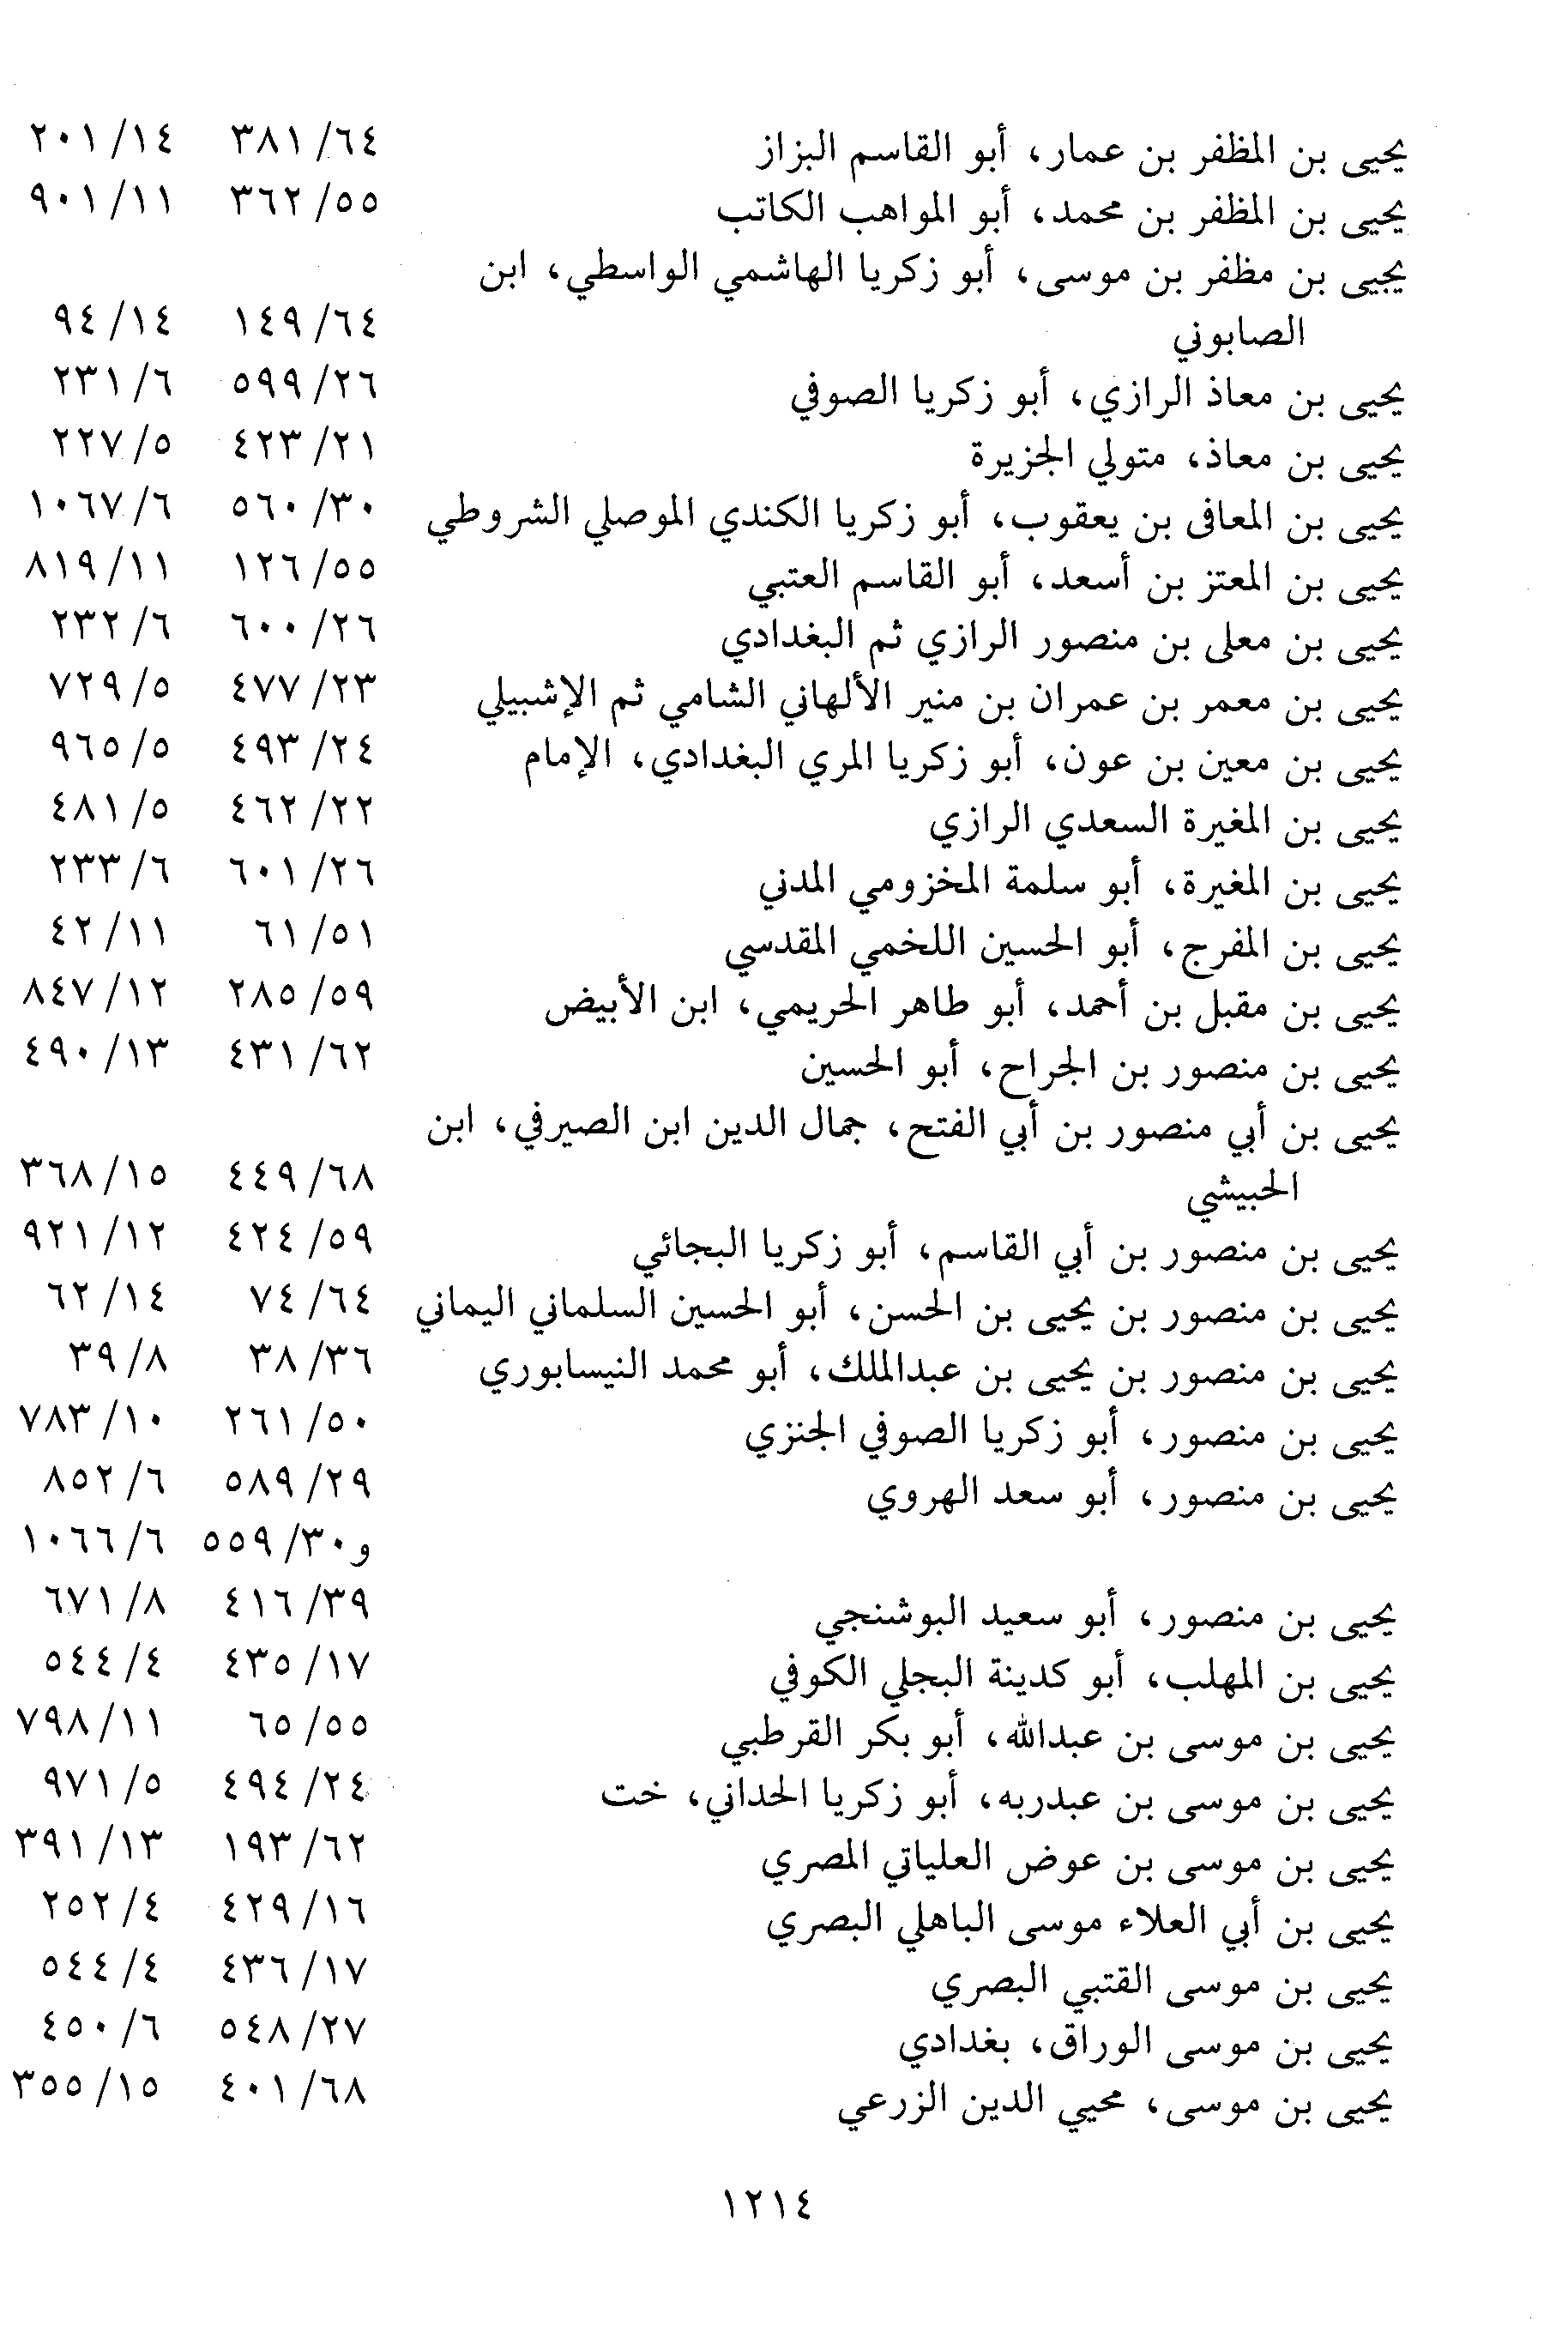 يحيى بن المظفر بن عمار، أبو القاسم البزاز ٦٤/ ٣٨١ ١٤/ ٢٠١
يحيى بن المظفر بن محمد، أبو المواهب الكاتب ٥٥/ ٣٦٢ ١١/ ٩٠١
يحيى بن مظفر بن موسى، أبو زكريا الهاشمي الواسطي، ابن
الصابوني ٦٤/ ١٤٩ ١٤/ ٩٤
يحيى بن معاذ الرازي، أبو زكريا الصوفي ٢٦/ ٥٩٩ ٦/ ٢٣١
يحيى بن معاذ، متولي الجزيرة ٢١/ ٤٢٣ ٥/ ٢٢٧
يحيى بن المعافى بن يعقوب، أبو زكريا الكندي الموصلي الشروطي ٣٠/ ٥٦٠ ٦/ ١٠٦٧
يحيى بن المعتز بن أسعد، أبو القاسم العتبي ٥٥/ ١٢٦ ١١/ ٨١٩
يحيى بن معلى بن منصور الرازي ثم البغدادي ٢٦/ ٦٠٠ ٦/ ٢٣٢
يحيى بن معمر بن عمران بن منير الألهاني الشامي ثم الإشبيلي ٢٣/ ٤٧٧ ٥/ ٧٢٩
يحيى بن معين بن عون، أبو زكريا المري البغدادي، الإمام ٢٤/ ٤٩٣ ٥/ ٩٦٥
يحيى بن المغيرة السعدي الرازي ٢٢/ ٤٦٢ ٥/ ٤٨١
يحيى بن المغيرة، أبو سلمة المخزومي المدني ٢٦/ ٦٠١ ٦/ ٢٣٣
يحيى بن المفرج، أبو الحسين اللخمي المقدسي ٥١/ ٦١ ١١/ ٤٢
يحيى بن مقبل بن أحمد، أبو طاهر الحريمي، ابن الأبيض ٥٩/ ٢٨٥ ١٢/ ٨٤٧
يحيى بن منصور بن الجراح، أبو الحسين ٦٢/ ٤٣١ ١٣/ ٤٩٠
يحيى بن أبي منصور بن أبي الفتح، جمال الدين ابن الصيرفي، ابن
الحبيشي ٦٨/ ٤٤٩ ١٥/ ٣٦٨
يحيى بن منصور بن أبي القاسم، أبو زكريا البجائي ٥٩/ ٤٢٤ ١٢/ ٩٢١
يحيى بن منصور بن يحيى بن الحسن، أبو الحسين السلماني اليماني ٦٤/ ٧٤ ١٤/ ٦٢
يحيى بن منصور بن يحيى بن عبدالملك، أبو محمد النيسابوري ٣٦/ ٣٨ ٨/ ٣٩
يحيى بن منصور، أبو زكريا الصوفي الجنزي ٥٠/ ٢٦١ ١٠/ ٧٨٣
يحيى بن منصور، أبو سعد الهروي ٢٩/ ٥٨٩ ٦/ ٨٥٢
و٣٠/ ٥٥٩ ٦/ ١٠٦٦
يحيى بن منصور، أبو سعيد البوشنجي ٣٩/ ٤١٦ ٨/ ٦٧١
يحيى بن المهلب، أبو كدينة البجلي الكوفي ١٧/ ٤٣٥ ٤/ ٥٤٤
يحيى بن موسى بن عبدالله، أبو بكر القرطبي ٥٥/ ٦٥ ١١/ ٧٩٨
يحيى بن موسى بن عبدربه، أبو زكريا الحداني، خت ٢٤/ ٤٩٤ ٥/ ٩٧١
يحيى بن موسى بن عوض العلياتي المصري ٦٢/ ١٩٣ ١٣/ ٣٩١
يحيى بن أبي العلاء موسى الباهلي البصري ١٦/ ٤٢٩ ٤/ ٢٥٢
يحيى بن موسى القتبي البصري ١٧/ ٤٣٦ ٤/ ٥٤٤
يحيى بن موسى الوراق، بغدادي ٢٧/ ٥٤٨ ٦/ ٤٥٠
يحيى بن موسى، محيي الدين الزرعي ٦٨/ ٤٠١ ١٥/ ٣٥٥
١٢١٤